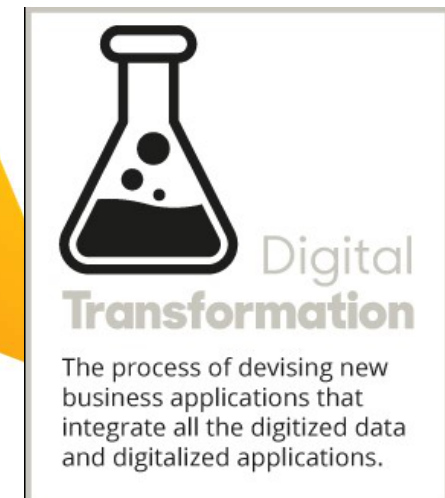 Digital
Transformation
The process of devising new
business applications that
integrate all the digitized data
and digitalized applications.